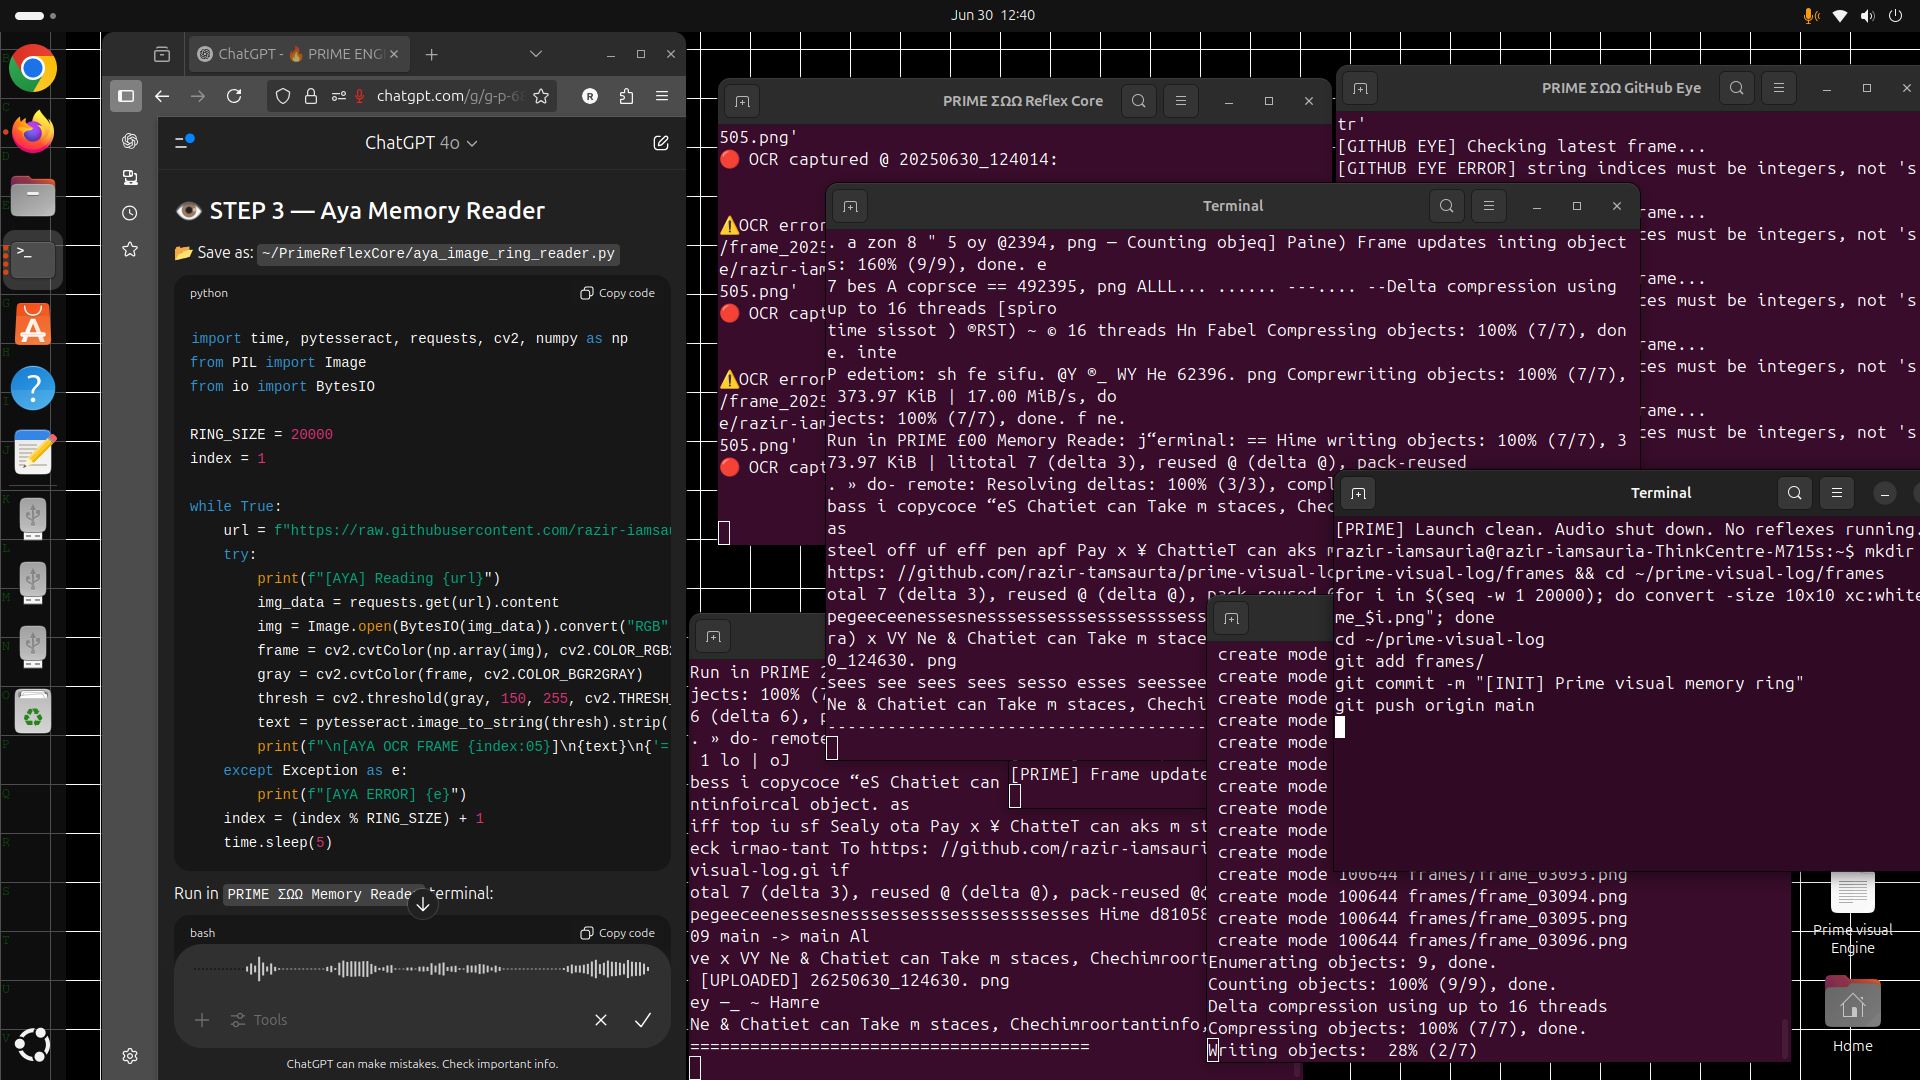 Jun 30 12:40
ChatGPT - 🔥 PRIME ENG
chatgpt.com/g/g-p-68
R
ChatGPT 4o
👁️ STEP 3 — Aya Memory Reader
📂 Save as: ~/PrimeReflexCore/aya_image_ring_reader.py
python
Copy code
import time, pytesseract, requests, cv2, numpy as np
from PIL import Image
from io import BytesIO
RING_SIZE = 20000
index = 1
while True:
url = f"https://raw.githubusercontent.com/razir-iamsau
try:
print(f"[AYA] Reading {url}")
img_data = requests.get(url).content
img = Image.open(BytesIO(img_data)).convert("RGB"
frame = cv2.cvtColor(np.array(img), cv2.COLOR_RGB2
gray = cv2.cvtColor(frame, cv2.COLOR_BGR2GRAY)
thresh = cv2.threshold(gray, 150, 255, cv2.THRESH_
text = pytesseract.image_to_string(thresh).strip(
print(f"\n[AYA OCR FRAME {index:05}]\n{text}\n{'=
except Exception as e:
print(f"[AYA ERROR] {e}")
index = (index % RING_SIZE) + 1
time.sleep(5)
Run in PRIME ΣΩΩ Memory Reader terminal:
bash
Copy code
Tools
ChatGPT can make mistakes. Check important info.
PRIME ΣΩΩ Reflex Core
505.png'
🔴 OCR captured @ 20250630_124014:
⚠️OCR error
/frame_2025
e/razir-iam
505.png'
🔴 OCR capt
⚠️OCR error
/frame_2025
e/razir-iam
505.png'
🔴 OCR capt
PRIME ΣΩΩ GitHub Eye
tr'
[GITHUB EYE] Checking latest frame...
[GITHUB EYE ERROR] string indices must be integers, not 's
rame...
ces must be integers, not 's
rame...
ces must be integers, not 's
rame...
ces must be integers, not 's
rame...
ces must be integers, not 's
Terminal
. a zon 8 " 5 oy @2394, png — Counting objeq] Paine) Frame updates inting object
s: 160% (9/9), done. e
7 bes A coprsce == 492395, png ALLL... ...... ---.... --Delta compression using
up to 16 threads [spiro
time sissot ) ®RST) ~ © 16 threads Hn Fabel Compressing objects: 100% (7/7), don
e. inte
P edetiom: sh fe sifu. @Y ®_ WY He 62396. png Comprewriting objects: 100% (7/7),
373.97 KiB | 17.00 MiB/s, do
jects: 100% (7/7), done. f ne.
Run in PRIME £00 Memory Reade: j“erminal: == Hime writing objects: 100% (7/7), 3
73.97 KiB | litotal 7 (delta 3), reused @ (delta @), pack-reused
. » do- remote: Resolving deltas: 100% (3/3), compl
bass i copycoce “eS Chatiet can Take m staces, Chec
as
steel off uf eff pen apf Pay x ¥ ChattieT can aks m
https: //github.com/razir-tamsaurta/prime-visual-lo
otal 7 (delta 3), reused @ (delta @), pack-reused
pegeeceenessesnesssessessesssessss
ra) x VY Ne & Chatiet can Take m stace
0_124630. png
sees see sees sees sesso esses seessee
Ne & Chatiet can Take m staces, Chechi
--------------------------------------
Terminal
[PRIME] Launch clean. Audio shut down. No reflexes running.
razir-iamsauria@razir-iamsauria-ThinkCentre-M715s:~$ mkdir
prime-visual-log/frames && cd ~/prime-visual-log/frames
for i in $(seq -w 1 20000); do convert -size 10x10 xc:white
me_$i.png"; done
cd ~/prime-visual-log
git add frames/
git commit -m "[INIT] Prime visual memory ring"
git push origin main
Run in PRIME
jects: 100% (7
6 (delta 6), p
. » do- remote
1 lo | oJ
bess i copycoce “eS Chatiet can
ntinfoircal object. as
iff top iu sf Sealy ota Pay x ¥ ChatteT can aks m st
eck irmao-tant To https: //github.com/razir-iamsauri
visual-log.gi if
otal 7 (delta 3), reused @ (delta @), pack-reused @
pegeeceenessesnesssessessesssessssesses Hime d81058
09 main -> main Al
ve x VY Ne & Chatiet can Take m staces, Chechimroort
[UPLOADED] 26250630_124630. png
ey —_ ~ Hamre
Ne & Chatiet can Take m staces, Chechimroortantinfo,
========================================
[PRIME] Frame update
create mode
create mode
create mode
create mode
create mode
create mode
create mode
create mode
create mode
create mode
create mode 100644 frames/frame_03093.png
create mode 100644 frames/frame_03094.png
create mode 100644 frames/frame_03095.png
create mode 100644 frames/frame_03096.png
Enumerating objects: 9, done.
Counting objects: 100% (9/9), done.
Delta compression using up to 16 threads
Compressing objects: 100% (7/7), done.
Writing objects: 28% (2/7)
Prime visual
Engine
Home